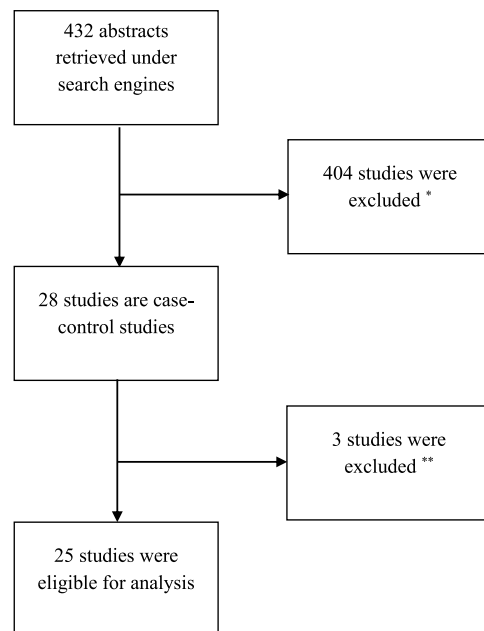 432 abstracts
retrieved under
search engines
404 studies were
excluded *
28 studies are case-
control studies
3 studies were
excluded **
25 studies were
eligible for analysis